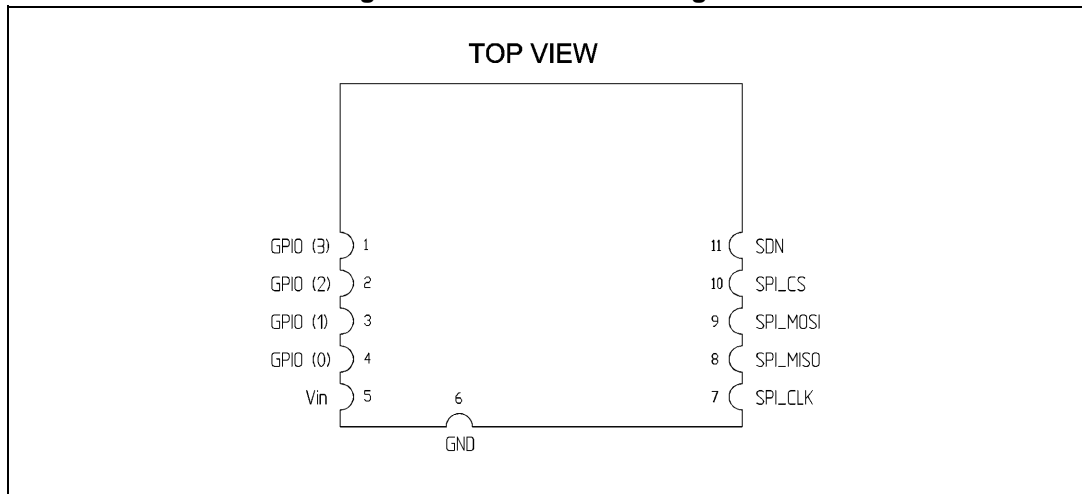 TOP VIEW
GPIO (3) 1 11 SDN
GPIO (2) 2 10 SPI_CS
GPIO (1) 3 9 SPI_MOSI
GPIO (0) 4 8 SPI_MISO
Vin 5 6 7 SPI_CLK
GND